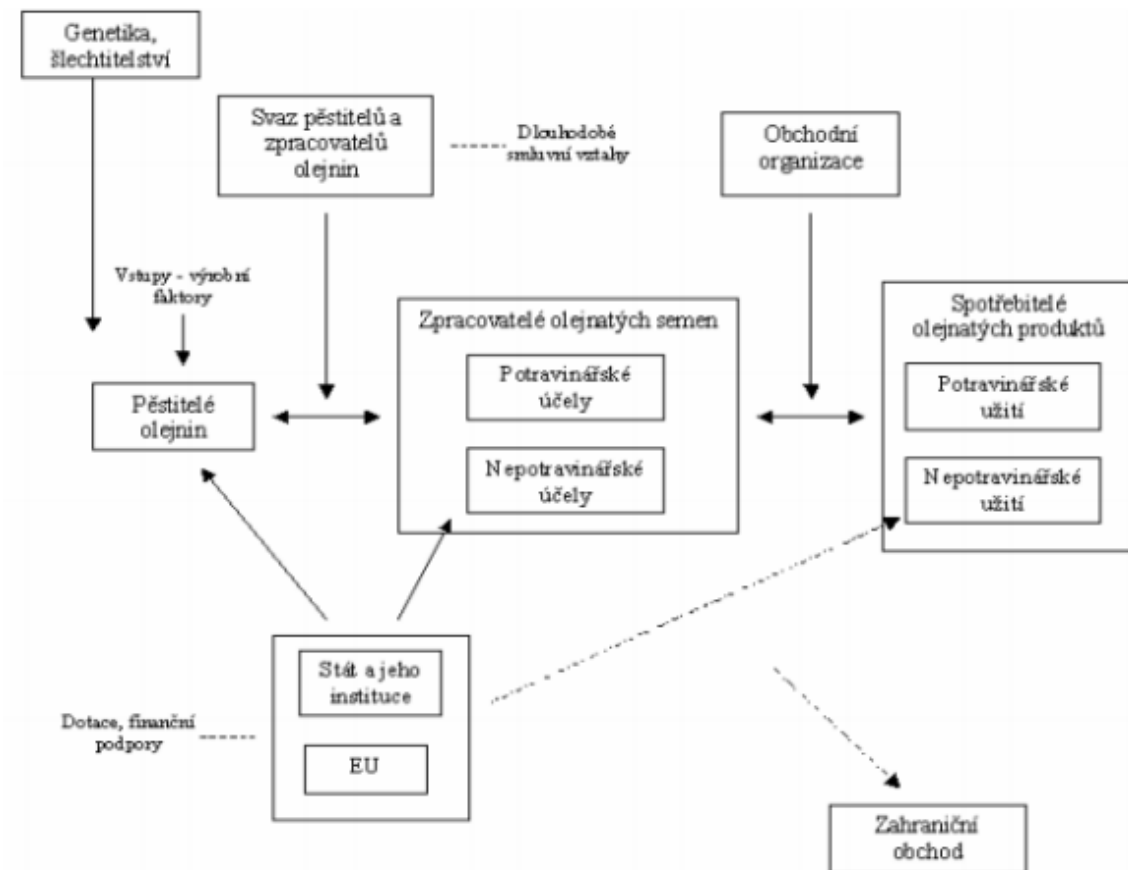 Genetika,
šlechtitelství
Svaz pěstitelů a
zpracovatelů
olejnin
Dlouhodobé
smluvní vztahy
Obchodní
organizace
Vstupy - výrobní
faktory
Pěstitelé
olejnin
Zpracovatelé olejnatých semen
Potravinářské
účely
Nepotravinářské
účely
Spotřebitelé
olejnatých produktů
Potravinářské
užití
Nepotravinářské
užití
Stát a jeho
instituce
EU
Dotace, finanční
podpory
Zahraniční
obchod